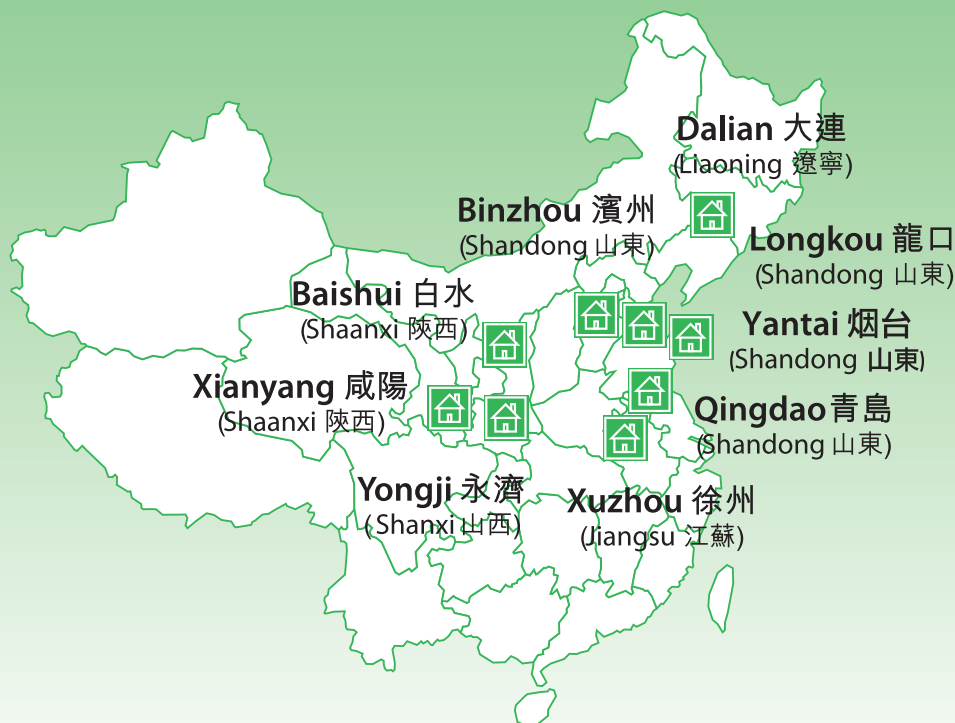 Dalian 大連
(Liaoning 遼寧)
Binzhou 濱州
(Shandong 山東)
Longkou 龍口
(Shandong 山東)
Baishui 白水
(Shaanxi 陝西)
Yantai 烟台
(Shandong 山東)
Xianyang 咸陽
(Shaanxi 陝西)
Qingdao 青島
(Shandong 山東)
Yongji 永濟
(Shanxi 山西)
Xuzhou 徐州
(Jiangsu 江蘇)